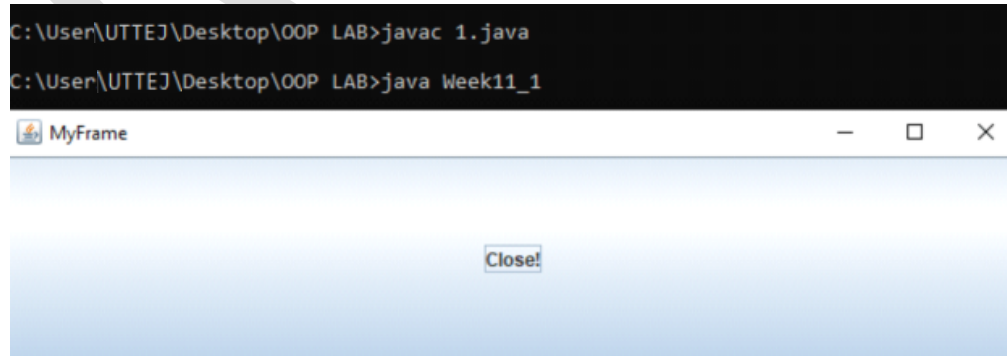 C:\User\UTTEJ\Desktop\OOP LAB>javac 1.java
C:\User\UTTEJ\Desktop\OOP LAB>java Week11_1
MyFrame
Close!